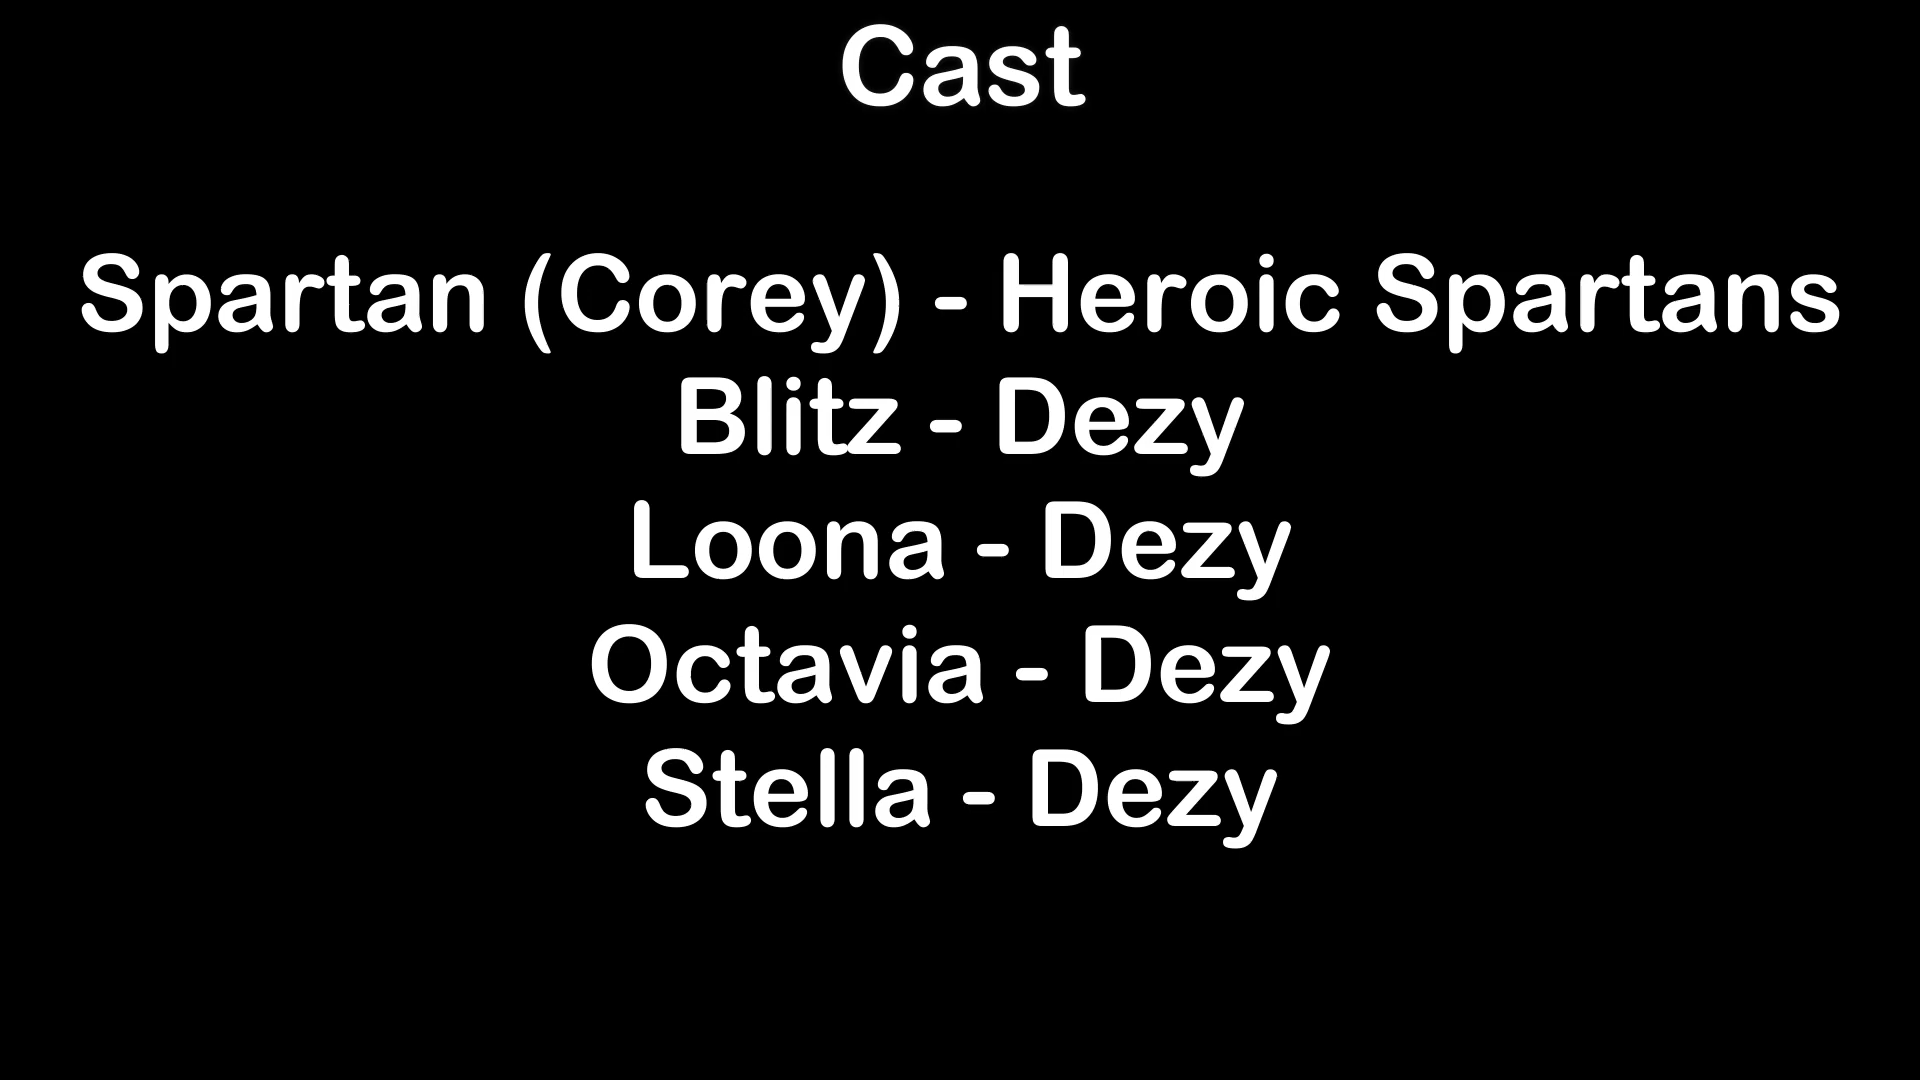 Cast
Spartan (Corey) - Heroic Spartans
Blitz - Dezy
Loona - Dezy
Octavia - Dezy
Stella - Dezy